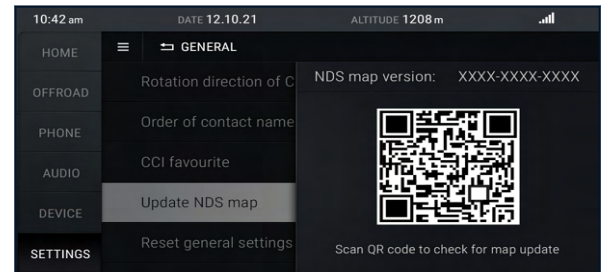 10:42 am DATE 12.10.21 ALTITUDE 1208 m
HOME
OFFROAD
PHONE
AUDIO
DEVICE
SETTINGS
GENERAL
Rotation direction of C
Order of contact name
CCI favourite
Update NDS map
Reset general settings
NDS map version: XXXX-XXXX-XXXX
Scan QR code to check for map update